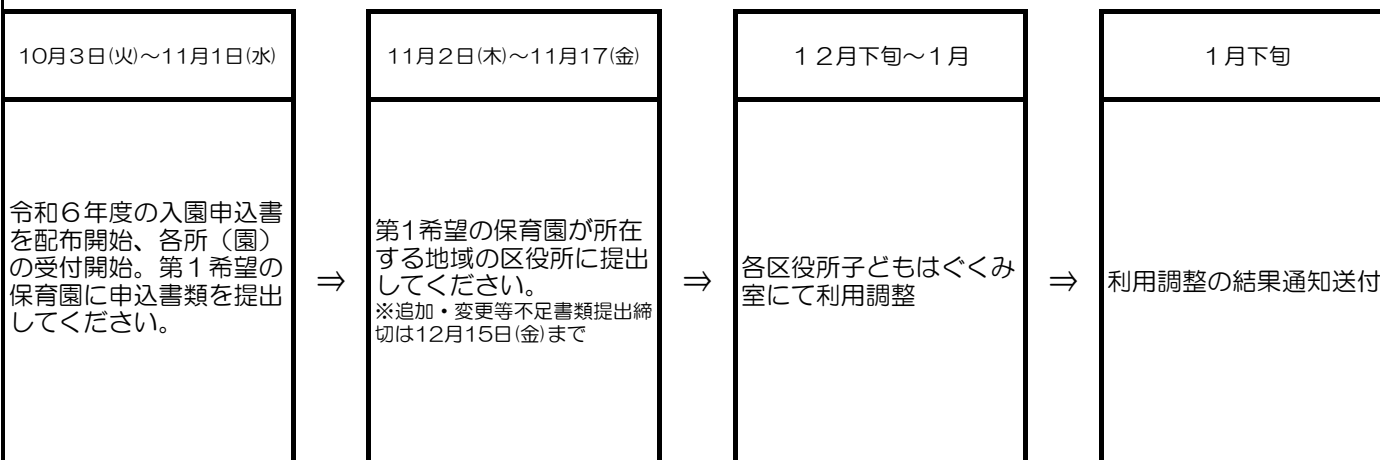 10月3日(火)～11月1日(水)
令和６年度の入園申込書
を配布開始、各所（園）
の受付開始。第１希望の
保育園に申込書類を提出
してください。
⇒
11月2日(木)～11月17(金)
第1希望の保育園が所在
する地域の区役所に提出
してください。
※追加・変更等不足書類提出締
切は12月15日(金)まで
⇒
１２月下旬～１月
各区役所子どもはぐくみ
室にて利用調整
⇒
１月下旬
利用調整の結果通知送付